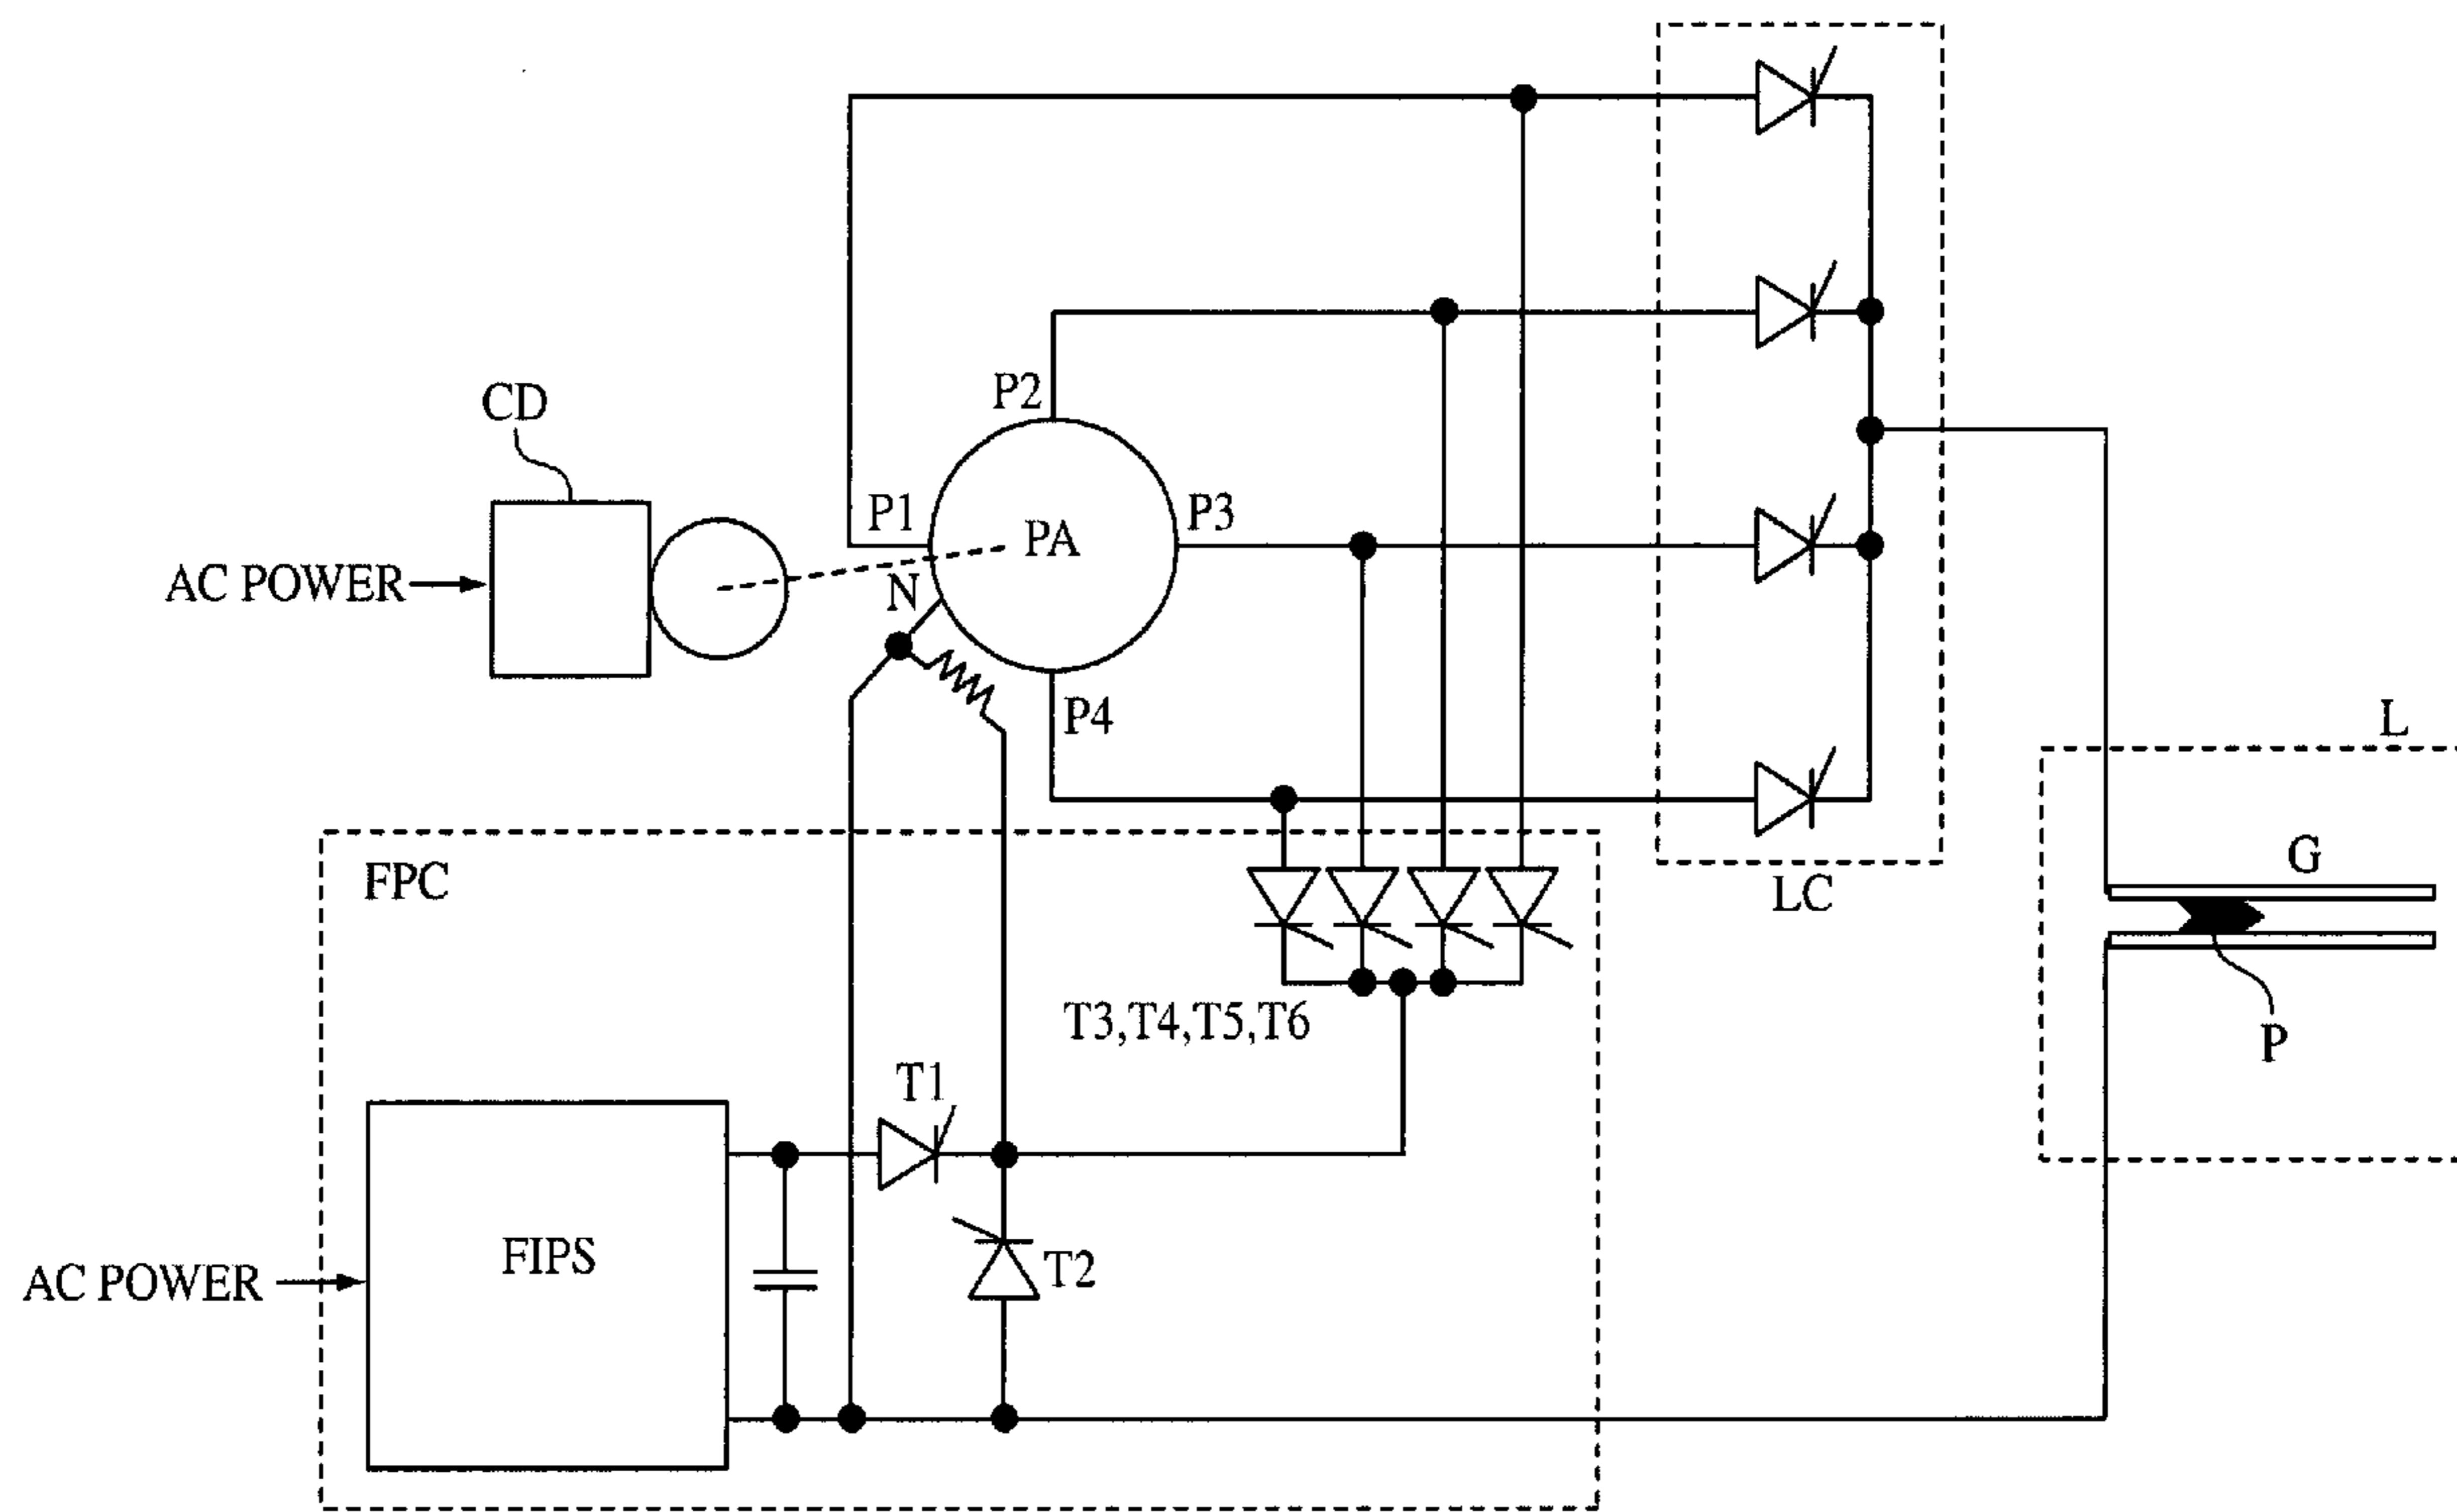 CD
P2
P1
PA
P3
AC POWER
N
P4
L
FPC
LC
G
T3,T4,T5,T6
P
T1
FIPS
T2
AC POWER